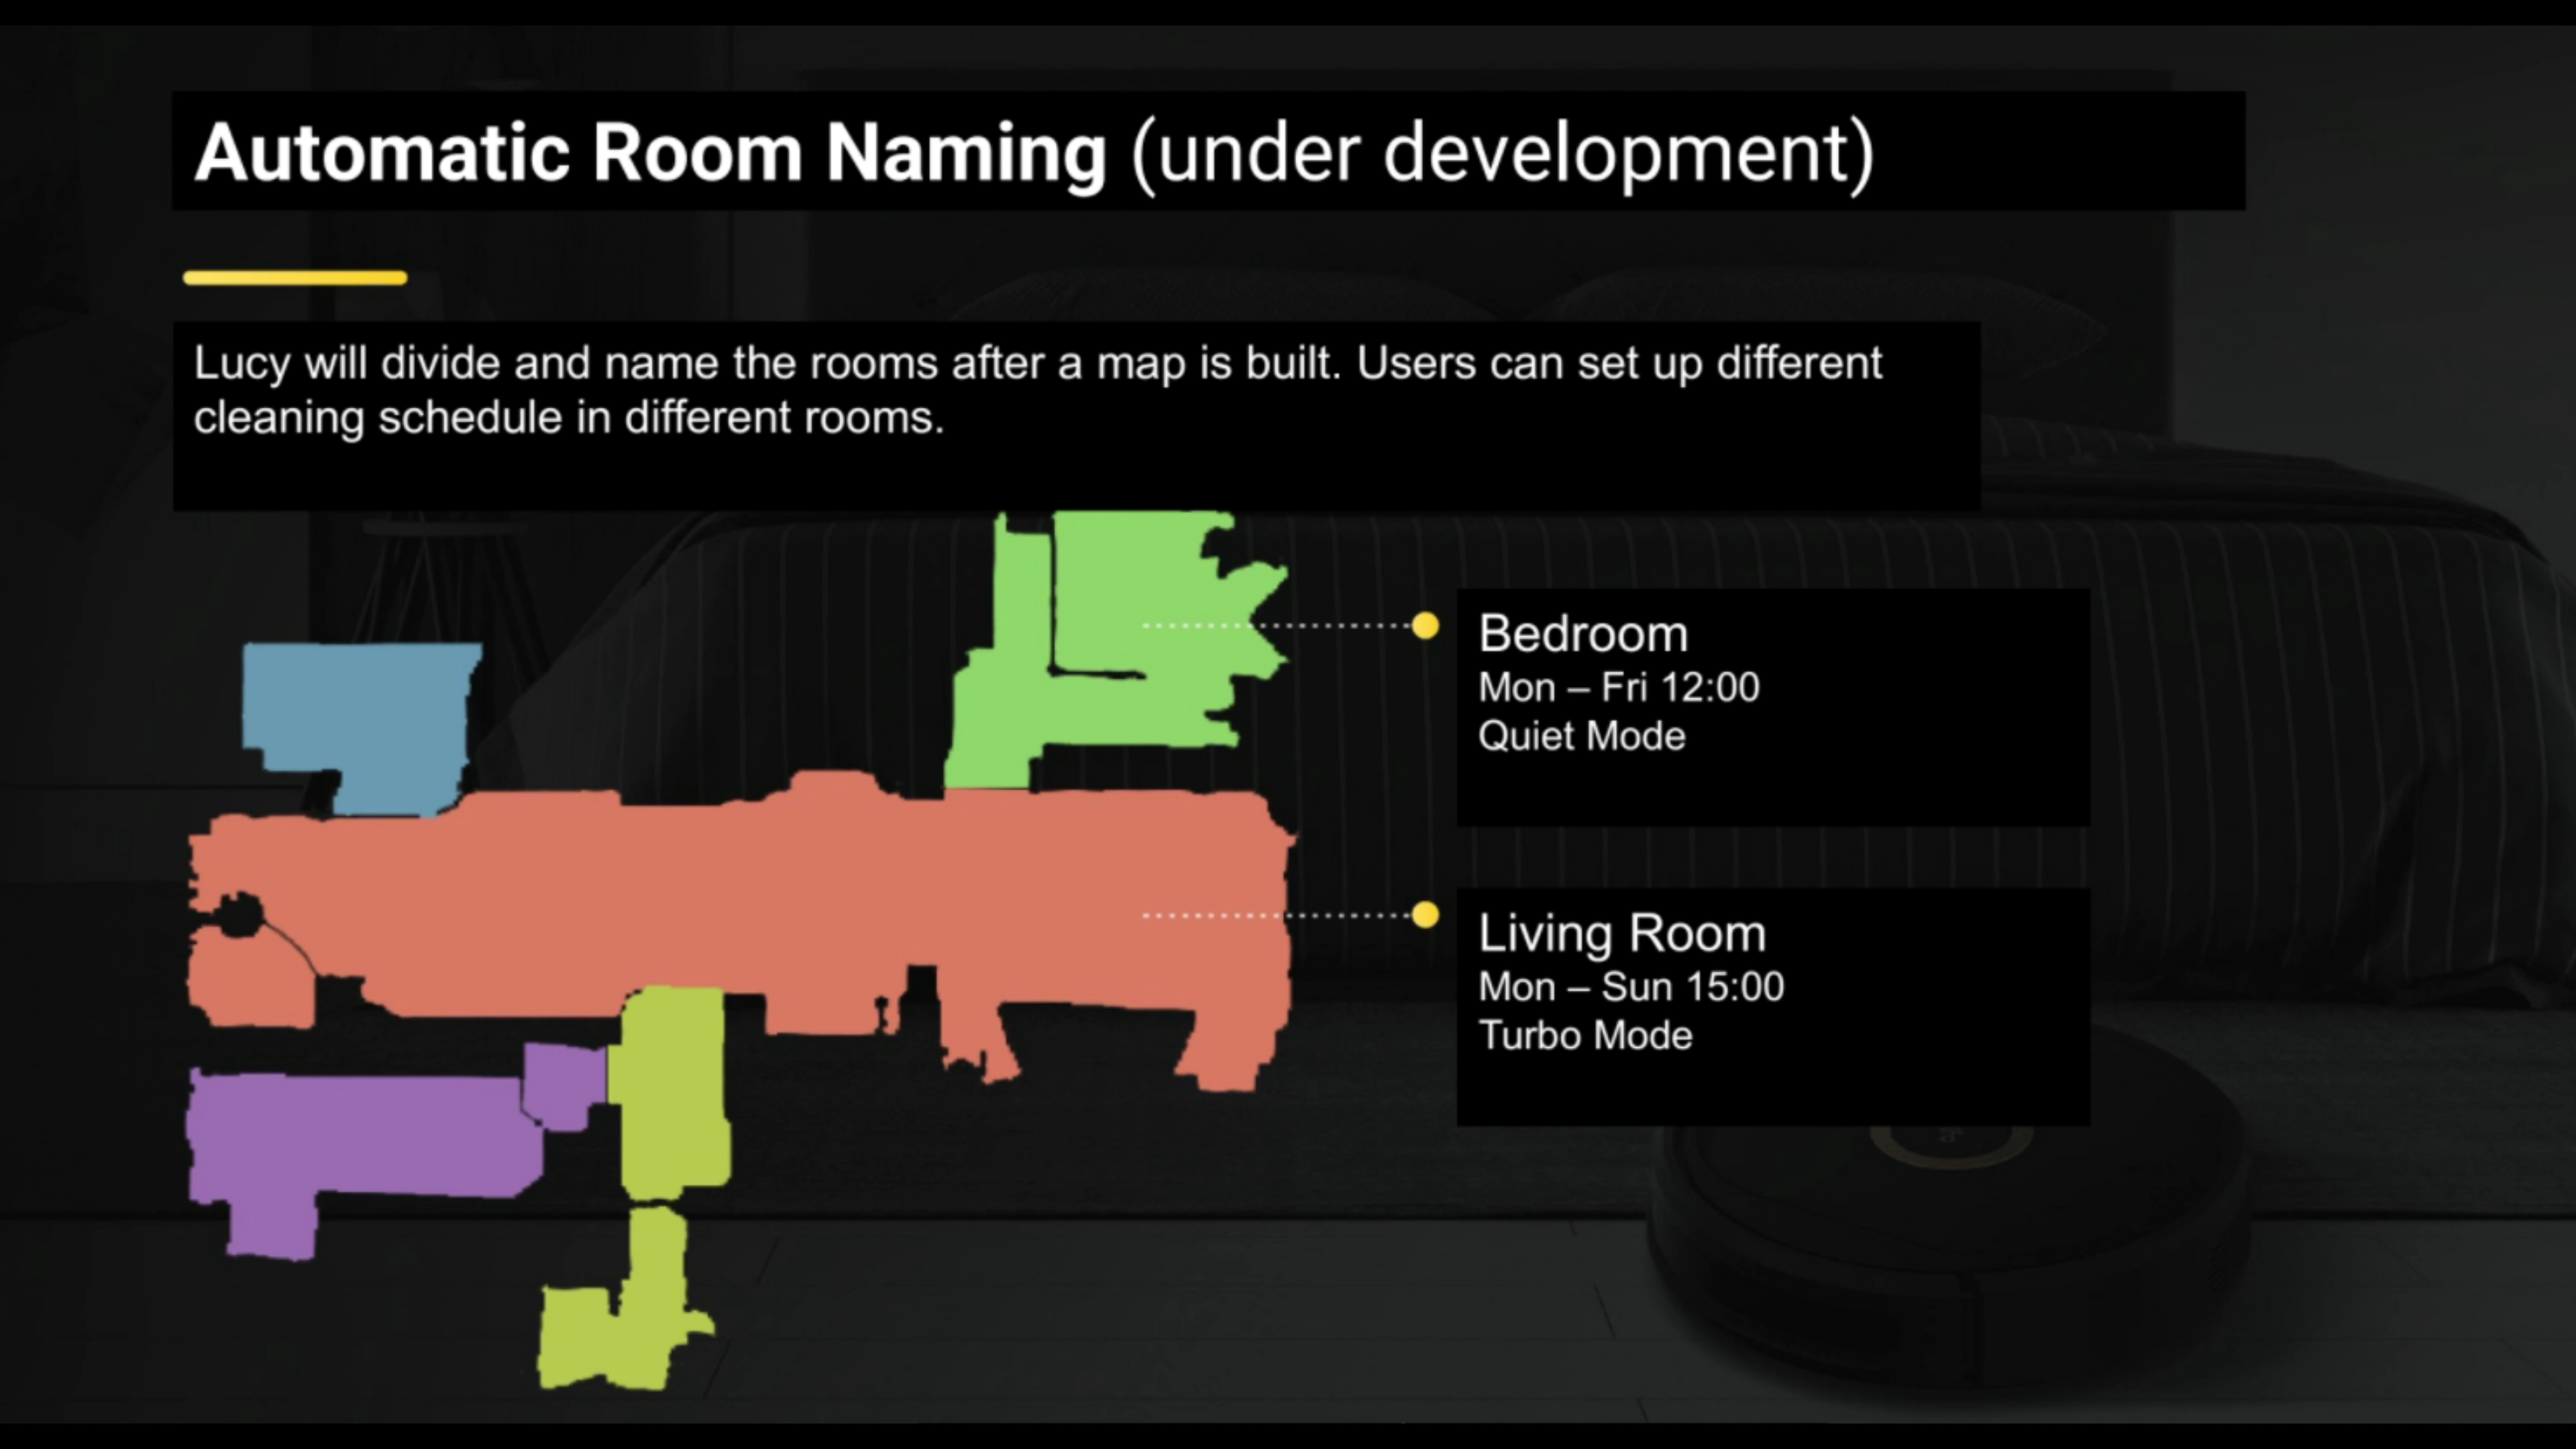 Automatic Room Naming (under development)
Lucy will divide and name the rooms after a map is built. Users can set up different
cleaning schedule in different rooms.
Bedroom
Mon – Fri 12:00
Quiet Mode
Living Room
Mon – Sun 15:00
Turbo Mode